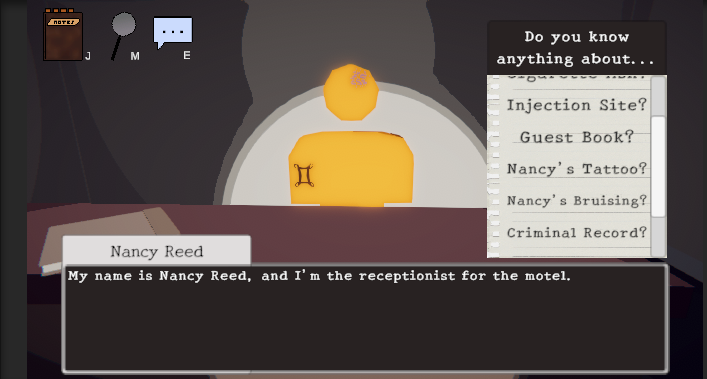 NOTES
J
M
...
E
Do you know
anything about...
Injection Site?
Guest Book?
Nancy's Tattoo?
Nancy's Bruising?
Criminal Record?
Nancy Reed
My name is Nancy Reed, and I'm the receptionist for the motel.